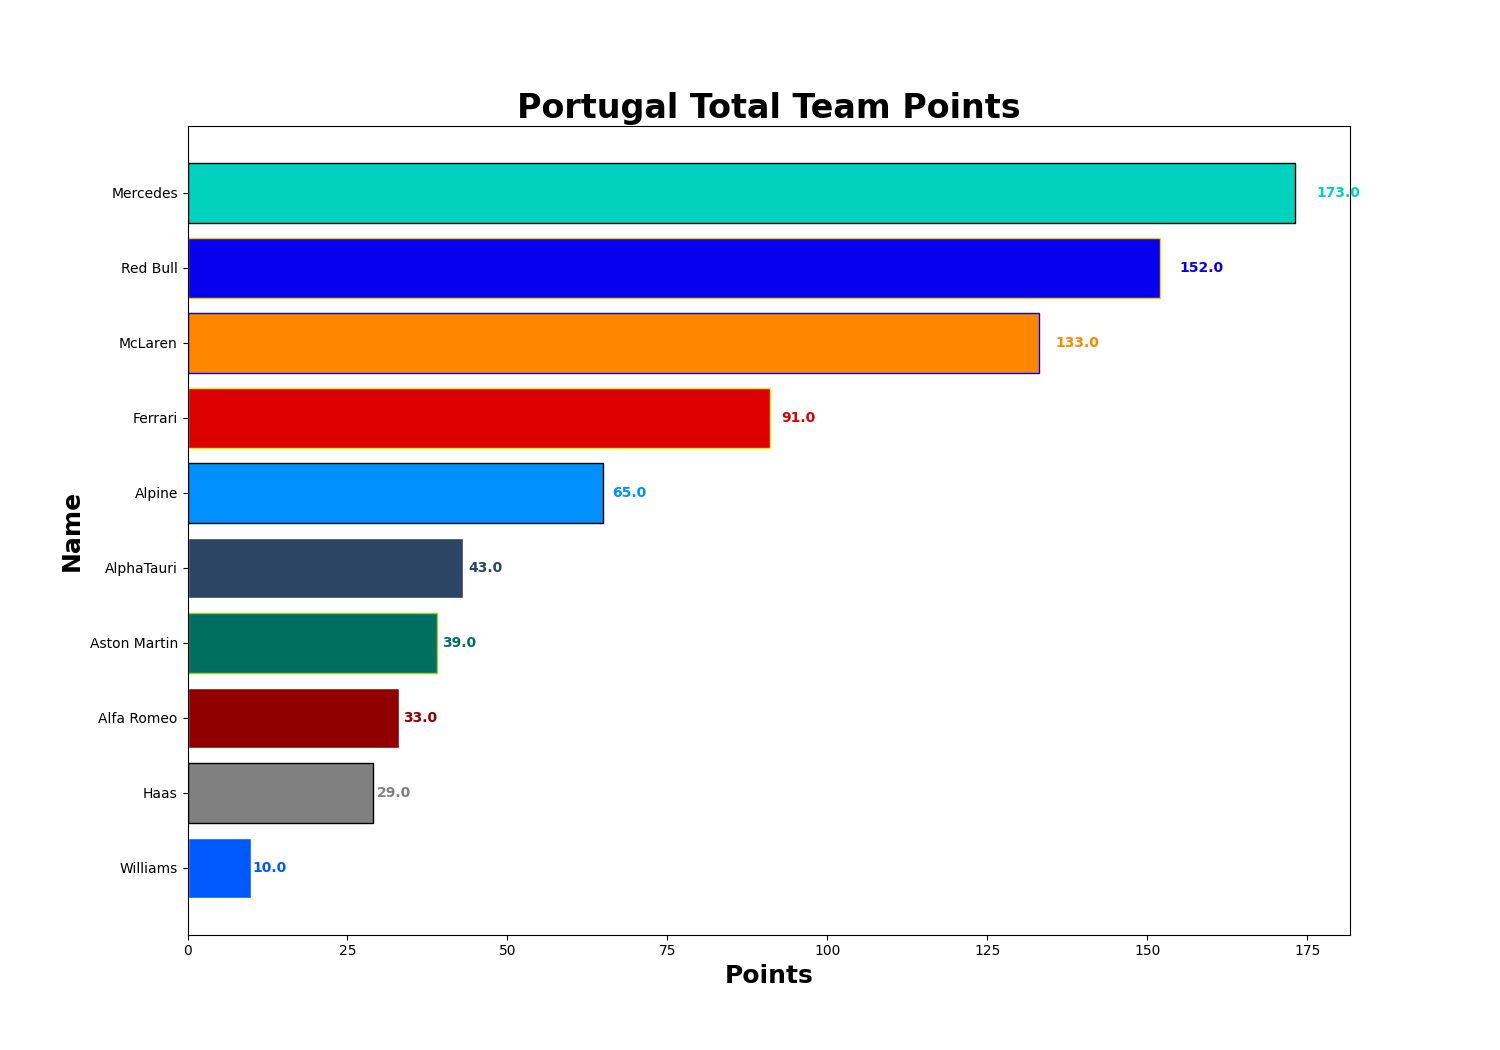 Portugal Total Team Points
Name
Mercedes 173.0
Red Bull 152.0
McLaren 133.0
Ferrari 91.0
Alpine 65.0
AlphaTauri 43.0
Aston Martin 39.0
Alfa Romeo 33.0
Haas 29.0
Williams 10.0
0 25 50 75 100 125 150 175
Points